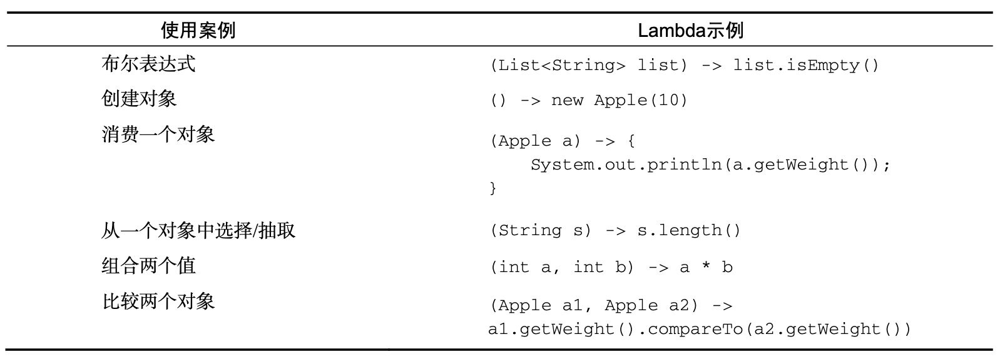 使用案例 Lambda示例
布尔表达式 (List<String> list) -> list.isEmpty()
创建对象 () -> new Apple(10)
消费一个对象 (Apple a) -> {
System.out.println(a.getWeight());
}
从一个对象中选择/抽取 (String s) -> s.length()
组合两个值 (int a, int b) -> a * b
比较两个对象 (Apple a1, Apple a2) ->
a1.getWeight().compareTo(a2.getWeight())